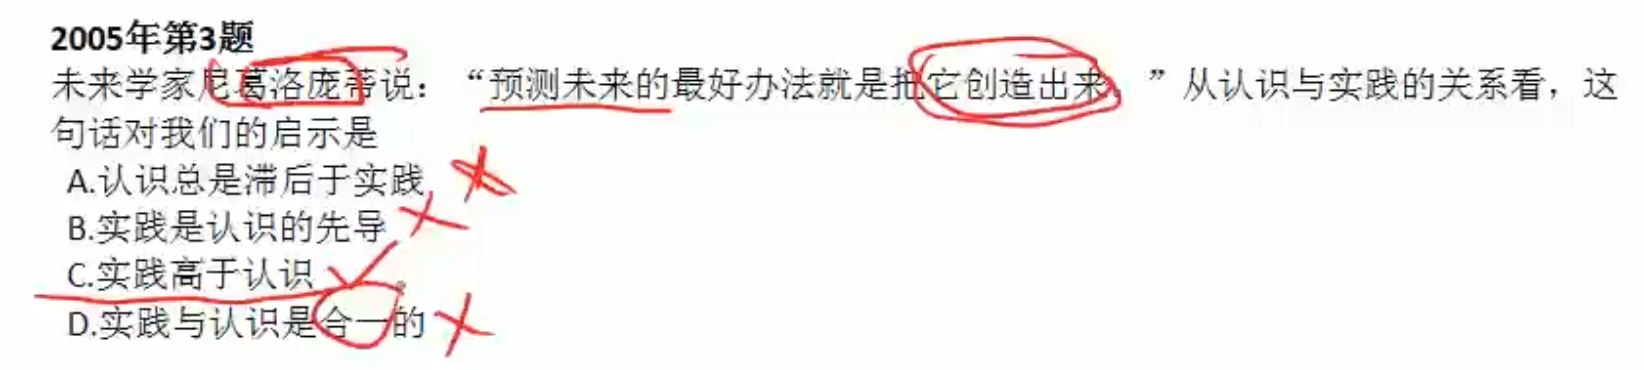 2005年第3题
未来学家尼葛洛庞蒂说：“预测未来的最好办法就是把它创造出来。”从认识与实践的关系看，这
句话对我们的启示是
A.认识总是滞后于实践
B.实践是认识的先导
C.实践高于认识
D.实践与认识是合一的